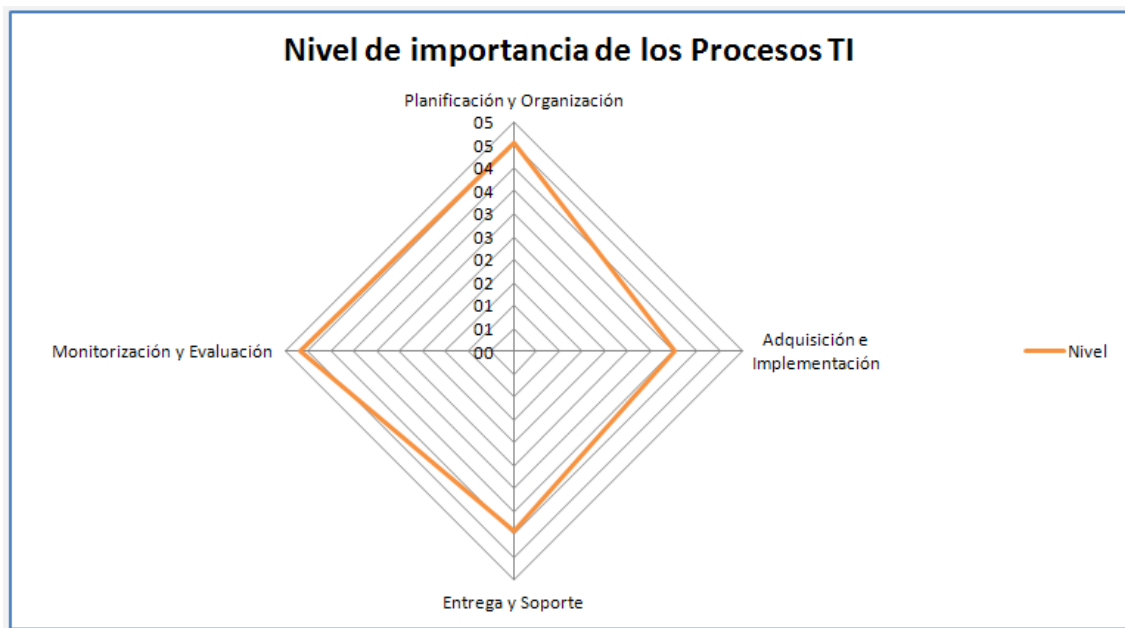 Nivel de importancia de los Procesos TI
Planificación y Organización
05
05
04
04
03
03
02
02
01
01
00
Monitorización y Evaluación
Adquisición e
Implementación
Nivel
Entrega y Soporte